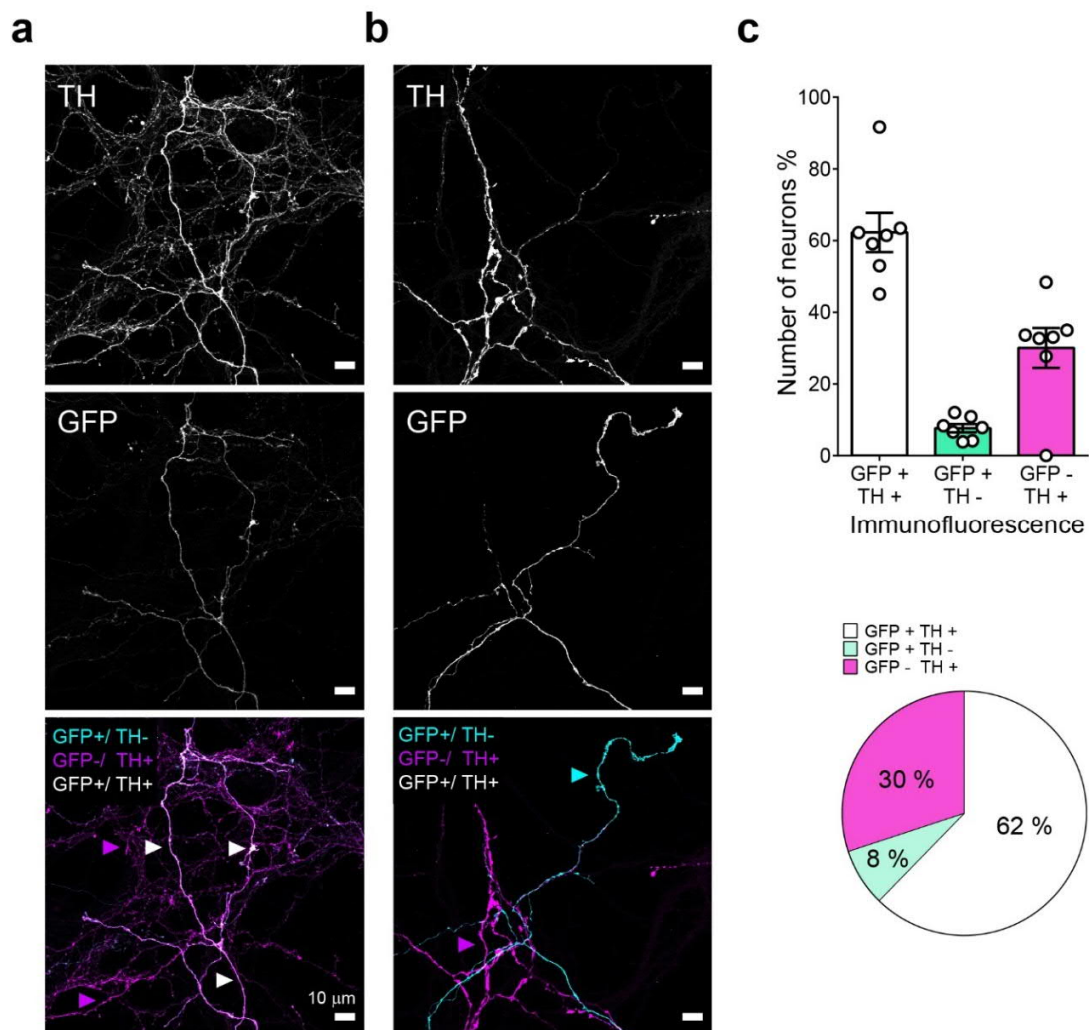 a
b
c
TH
TH
GFP
GFP
GFP+/ TH-
GFP-/ TH+
GFP+/ TH+
10 µm
GFP+/ TH-
GFP-/ TH+
GFP+/ TH+
Number of neurons %
100
80
60
40
20
0
GFP + TH +
GFP + TH -
GFP - TH +
Immunofluorescence
GFP + TH +
GFP + TH -
GFP - TH +
30 %
8 %
62 %